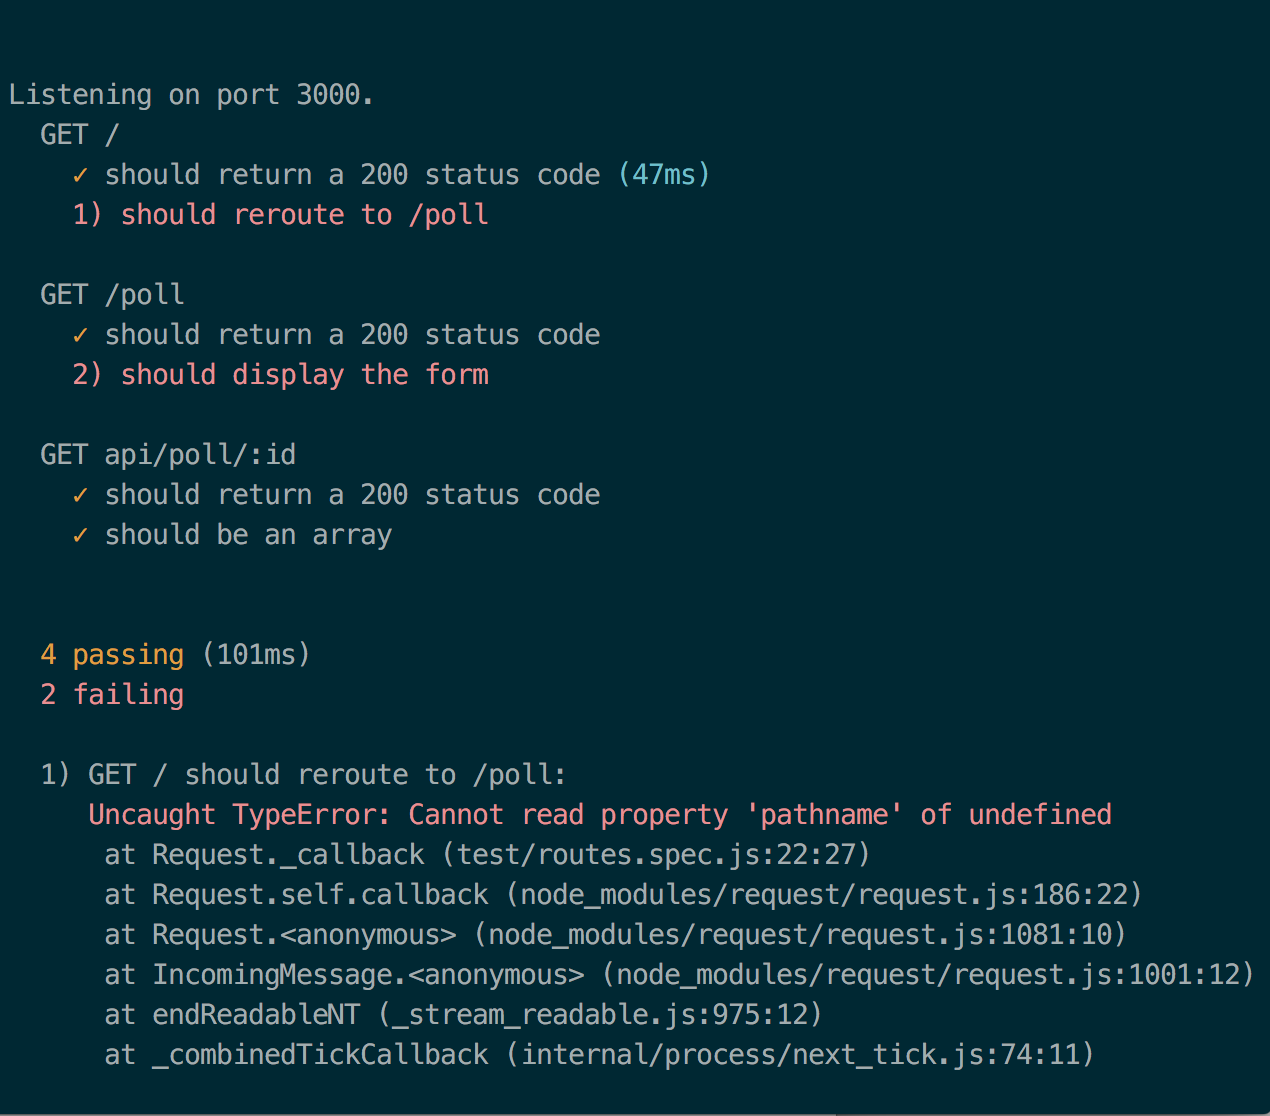 Listening on port 3000.
GET /
✓ should return a 200 status code (47ms)
1) should reroute to /poll
GET /poll
✓ should return a 200 status code
2) should display the form
GET api/poll/:id
✓ should return a 200 status code
✓ should be an array
4 passing (101ms)
2 failing
1) GET / should reroute to /poll:
Uncaught TypeError: Cannot read property 'pathname' of undefined
at Request._callback (test/routes.spec.js:22:27)
at Request.self.callback (node_modules/request/request.js:186:22)
at Request.<anonymous> (node_modules/request/request.js:1081:10)
at IncomingMessage.<anonymous> (node_modules/request/request.js:1001:12)
at endReadableNT (_stream_readable.js:975:12)
at _combinedTickCallback (internal/process/next_tick.js:74:11)